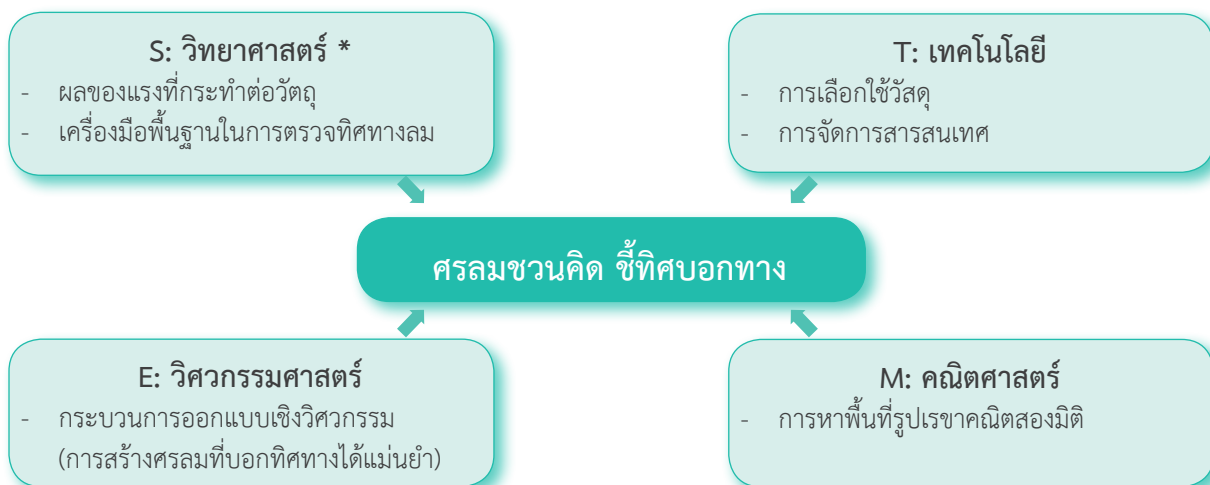 S: วิทยาศาสตร์ *
- ผลของแรงที่กระทำต่อวัตถุ
- เครื่องมือพื้นฐานในการตรวจทิศทางลม
T: เทคโนโลยี
- การเลือกใช้วัสดุ
- การจัดการสารสนเทศ
ศรลมชวนคิด ชี้ทิศบอกทาง
E: วิศวกรรมศาสตร์
- กระบวนการออกแบบเชิงวิศวกรรม
(การสร้างศรลมที่บอกทิศทางได้แม่นยำ)
M: คณิตศาสตร์
- การหาพื้นที่รูปเรขาคณิตสองมิติ